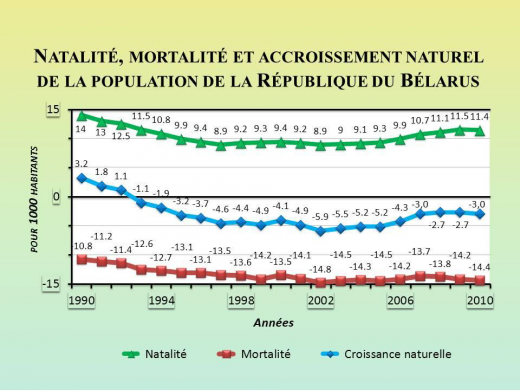 NATALITÉ, MORTALITÉ ET ACCROISSEMENT NATUREL
DE LA POPULATION DE LA RÉPUBLIQUE DU BÉLARUS
15
14 13 12.5 11.5 10.8 9.9 9.4 8.9 9.2 9.3 9.4 9.2 8.9 9 9.1 9.3 9.9 10.7 11.1 11.5 11.4
POUR 1000 HABITANTS
3.2 1.8 1.1 -1.1 -1.9 -3.2 -3.7 -4.6 -4.4 -4.9 -4.1 -4.9 -5.9 -5.5 -5.2 -5.2 -4.3 -3,0 -2.7 -2.7 -3,0
0
-10.8 -11.2 -11.4 -12.6 -12.7 -13.1 -13.1 -13.5 -13.6 -14.2 -13.5 -14.1 -14.8 -14.5 -14.3 -14.5 -14.2 -13.7 -13.8 -14.2 -14.4
-15
1990 1994 1998 2002 2006 2010
Années
Natalité Mortalité Croissance naturelle